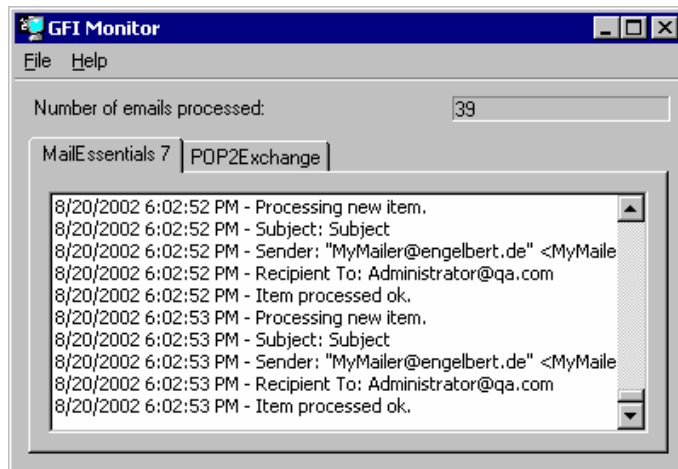 GFI Monitor
File Help
Number of emails processed: 39
MailEssentials 7 POP2Exchange
8/20/2002 6:02:52 PM - Processing new item.
8/20/2002 6:02:52 PM - Subject: Subject
8/20/2002 6:02:52 PM - Sender: "MyMailer@engelbert.de" <MyMaile
8/20/2002 6:02:52 PM - Recipient To: Administrator@qa.com
8/20/2002 6:02:52 PM - Item processed ok.
8/20/2002 6:02:53 PM - Processing new item.
8/20/2002 6:02:53 PM - Subject: Subject
8/20/2002 6:02:53 PM - Sender: "MyMailer@engelbert.de" <MyMaile
8/20/2002 6:02:53 PM - Recipient To: Administrator@qa.com
8/20/2002 6:02:53 PM - Item processed ok.